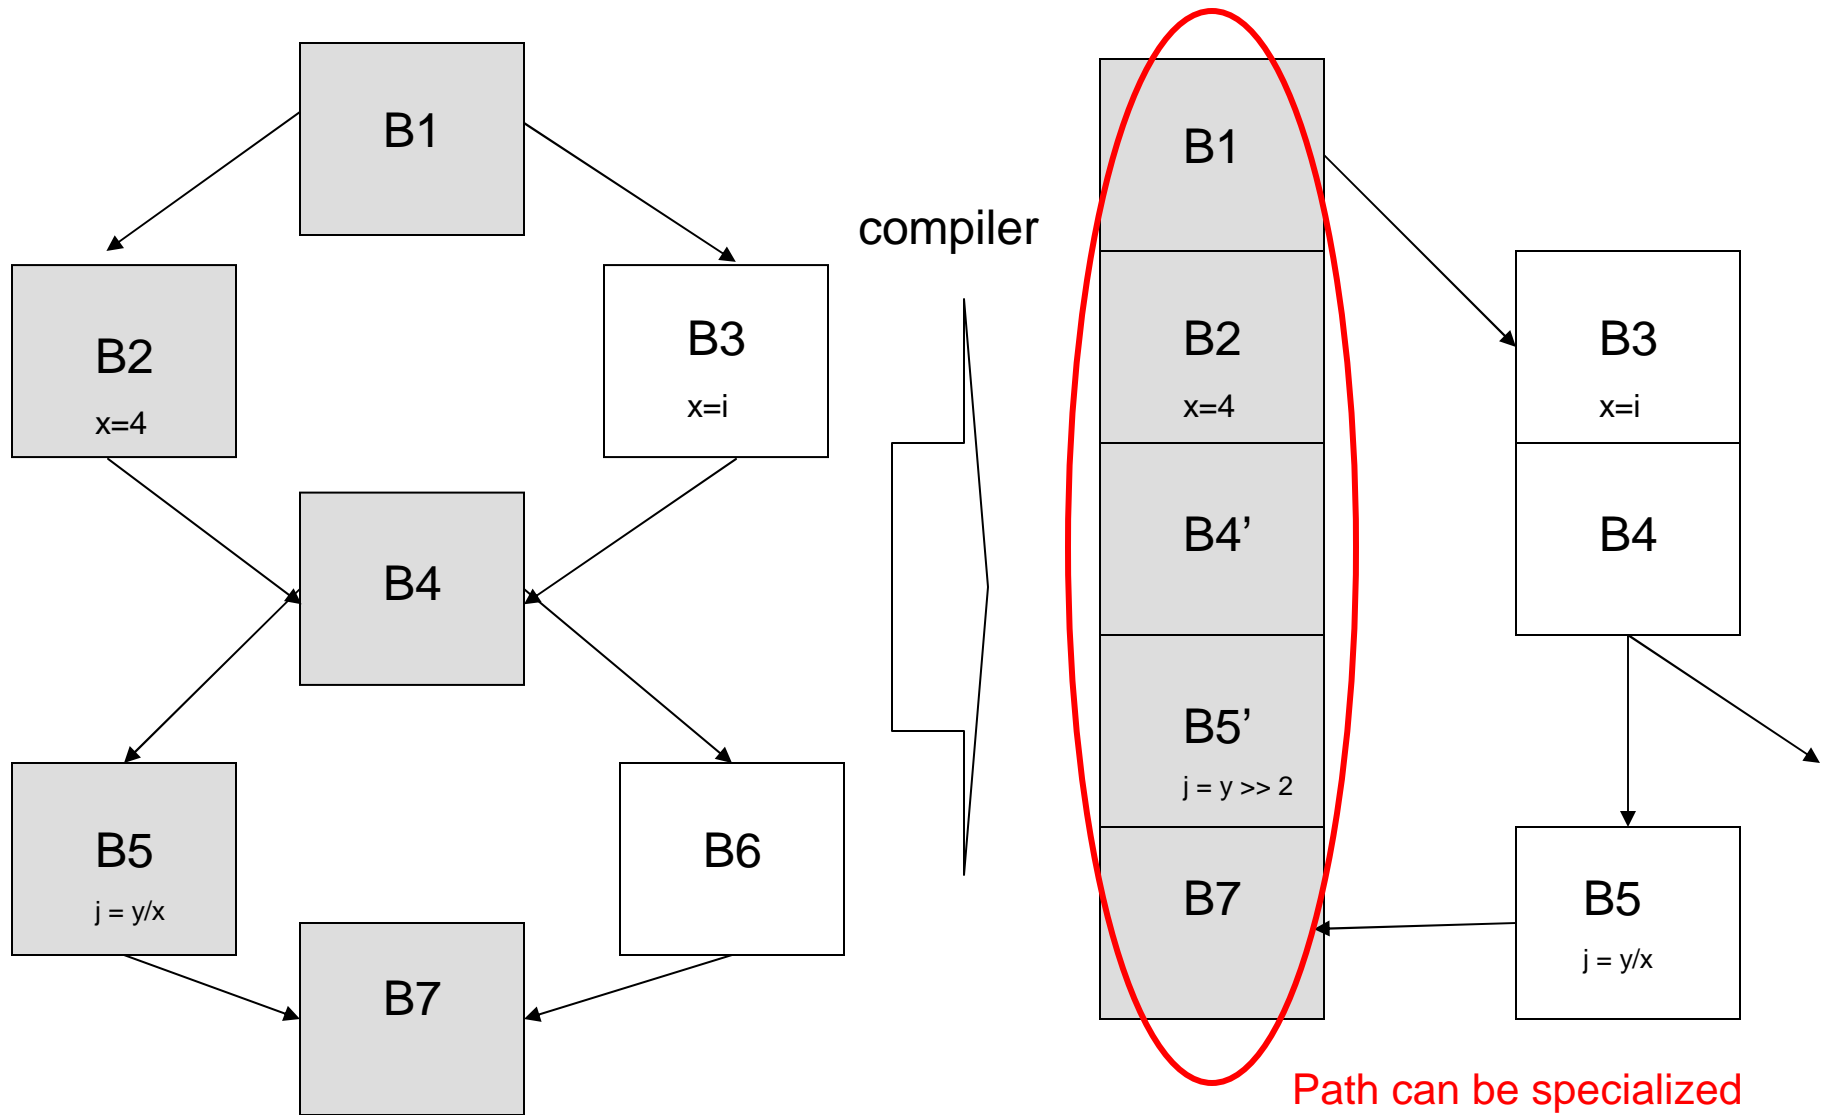 B1
B2
x=4
B3
x=i
B4
B5
j = y/x
B6
B7
compiler
B1
B2
x=4
B4’
B5’
j = y >> 2
B7
B3
x=i
B4
B5
j = y/x
Path can be specialized